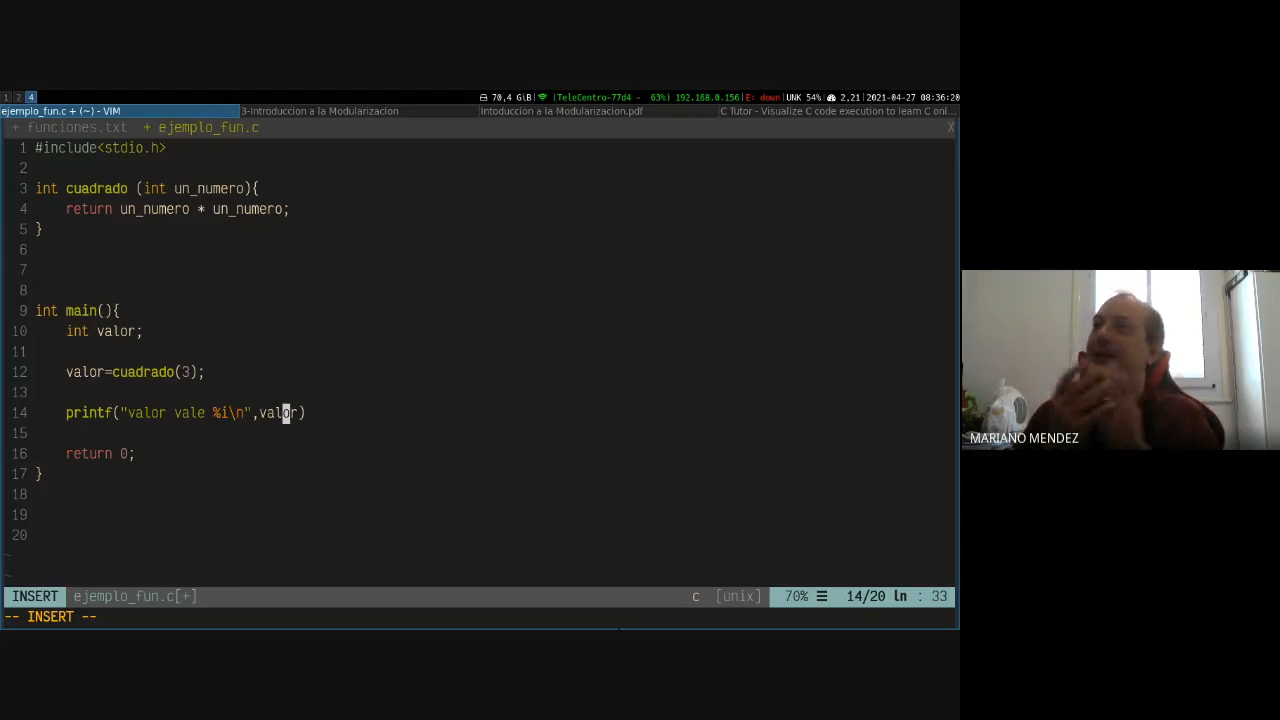 1 2 4 70,4 GiB | |TeleCentro-77d4 - 63%) 192.168.0.156|E: down|UNK 54%| 2,21|2021-04-27 08:36:20
ejemplo_fun.c + (~) - VIM 3-Introduccion a la Modularizacion Intoduccion a la Modularizacion.pdf C Tutor - Visualize C code execution to learn C onl...
+ funciones.txt + ejemplo_fun.c X
1 #include<stdio.h>
2
3 int cuadrado (int un_numero){
4 return un_numero * un_numero;
5 }
6
7
8
9 int main(){
10 int valor;
11
12 valor=cuadrado(3);
13
14 printf("valor vale %i\n",valor)
15
16 return 0;
17 }
18
19
20
~
~
INSERT ejemplo_fun.c[+] c [unix] 70% ☰ 14/20 ln : 33
-- INSERT --
MARIANO MENDEZ